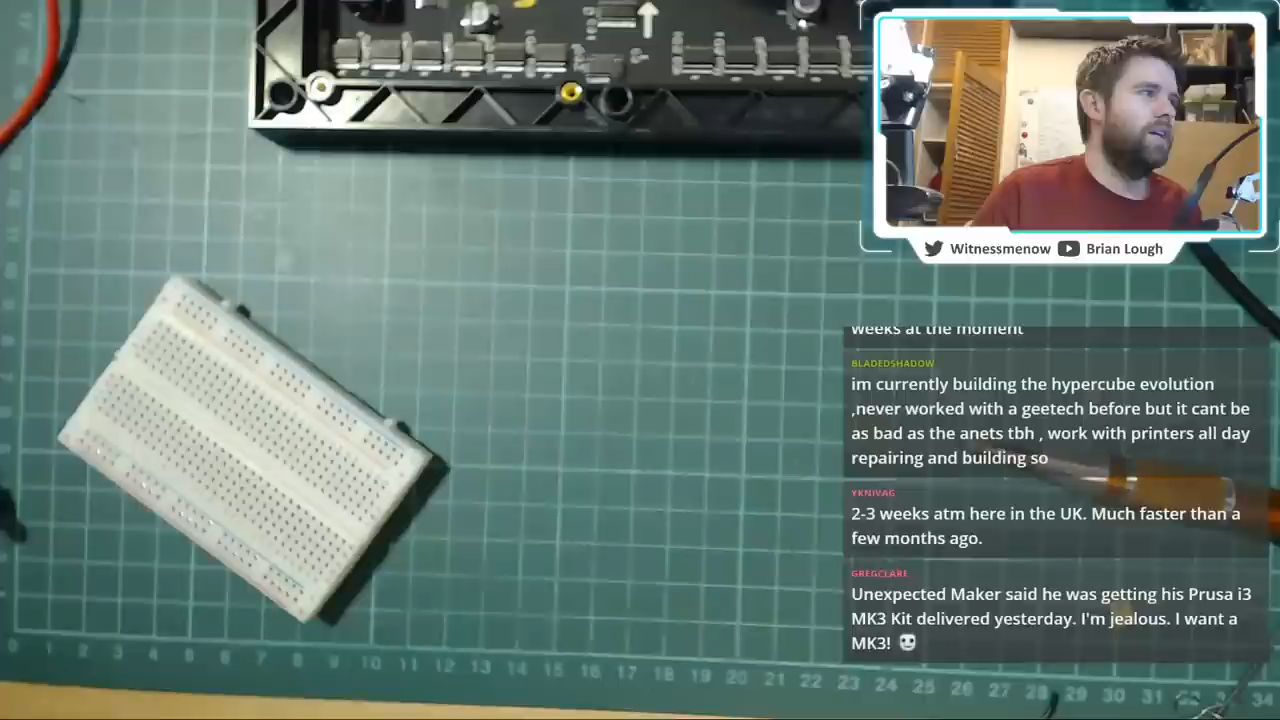 Witnessmenow Brian Lough
weeks at the moment
BLADEDSHADOW
im currently building the hypercube evolution
,never worked with a geetech before but it cant be
as bad as the anets tbh , work with printers all day
repairing and building so
YKNIVAG
2-3 weeks atm here in the UK. Much faster than a
few months ago.
GREGCLARE
Unexpected Maker said he was getting his Prusa i3
MK3 Kit delivered yesterday. I'm jealous. I want a
MK3!
0 1 2 3 4 5 6 7 8 9 10 11 12 13 14 15 16 17 18 19 20 21 22 23 24 25 26 27 28 29 30 31 32 34